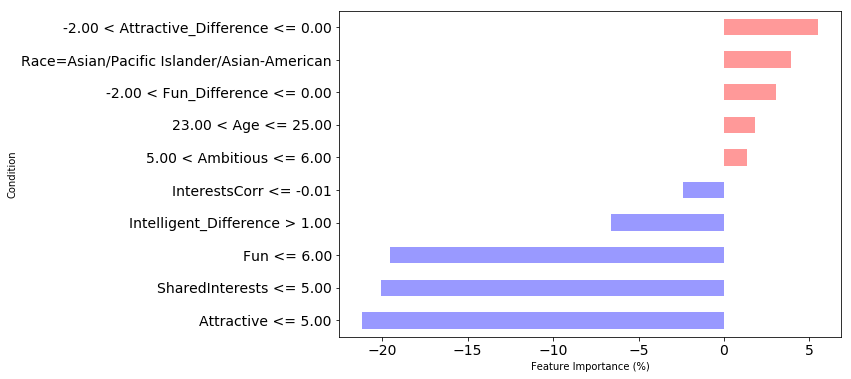 -2.00 < Attractive_Difference <= 0.00
Race=Asian/Pacific Islander/Asian-American
-2.00 < Fun_Difference <= 0.00
23.00 < Age <= 25.00
5.00 < Ambitious <= 6.00
InterestsCorr <= -0.01
Intelligent_Difference > 1.00
Fun <= 6.00
SharedInterests <= 5.00
Attractive <= 5.00
Condition
−20 −15 −10 −5 0 5
Feature Importance (%)